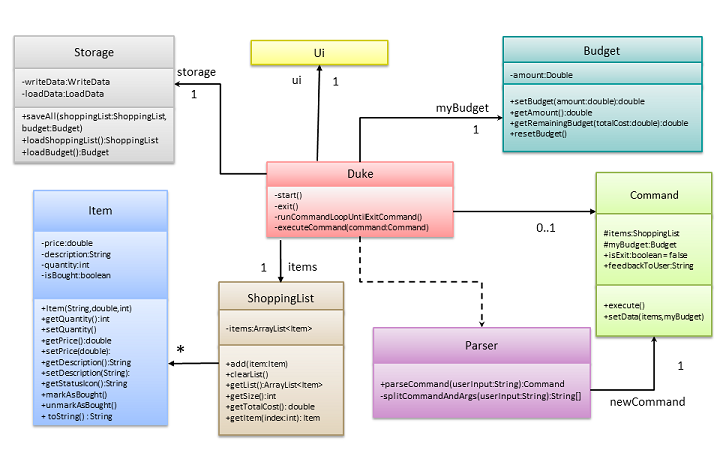 Storage
-writeData:WriteData
-loadData:LoadData
+saveAll(shoppingList:ShoppingList,
budget:Budget)
+loadShoppingList():ShoppingList
+loadBudget():Budget
storage
1
Ui
ui
1
Budget
-amount:Double
+setBudget(amount:double):double
+getAmount():double
+getRemainingBudget(totalCost:double):double
+resetBudget()
myBudget
1
Duke
-start()
-exit()
-runCommandLoopUntilExitCommand()
-executeCommand(command:Command)
Command
#items:ShoppingList
#myBudget:Budget
+isExit:boolean=false
+feedbackToUser:String
+execute()
+setData(items,myBudget)
0..1
Item
-price:double
-description:String
-quantity:int
-isBought:boolean
+Item(String,double,int)
+getQuantity():int
+setQuantity()
+getPrice():double
+setPrice(double):
+getDescription():String
+setDescription(String):
+getStatusIcon():String
+markAsBought()
+unmarkAsBought()
+ toString() : String
1
items
*
ShoppingList
-items:ArrayList<Item>
+add(item:Item)
+clearList()
+getList():ArrayList<Item>
+getSize():int
+getTotalCost(): double
+getItem(index:int): Item
Parser
+parseCommand(userInput:String):Command
-splitCommandAndArgs(userInput:String):String[]
1
newCommand